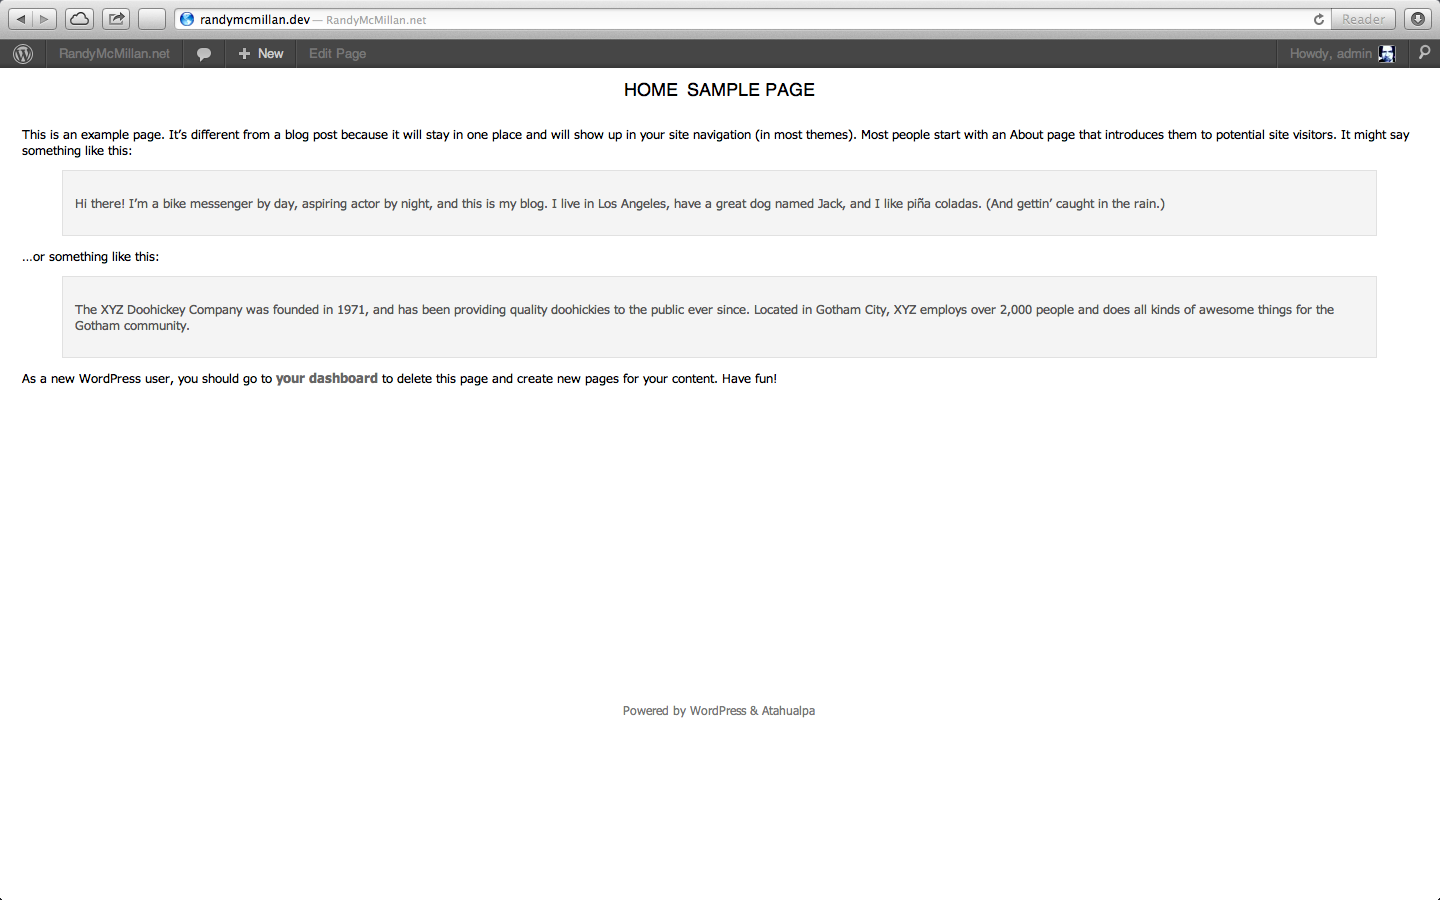 randymcmillan.dev — RandyMcMillan.net
Reader
RandyMcMillan.net
New
Edit Page
Howdy, admin
HOME SAMPLE PAGE
This is an example page. It’s different from a blog post because it will stay in one place and will show up in your site navigation (in most themes). Most people start with an About page that introduces them to potential site visitors. It might say
something like this:
Hi there! I’m a bike messenger by day, aspiring actor by night, and this is my blog. I live in Los Angeles, have a great dog named Jack, and I like piña coladas. (And gettin’ caught in the rain.)
…or something like this:
The XYZ Doohickey Company was founded in 1971, and has been providing quality doohickies to the public ever since. Located in Gotham City, XYZ employs over 2,000 people and does all kinds of awesome things for the
Gotham community.
As a new WordPress user, you should go to your dashboard to delete this page and create new pages for your content. Have fun!
Powered by WordPress & Atahualpa